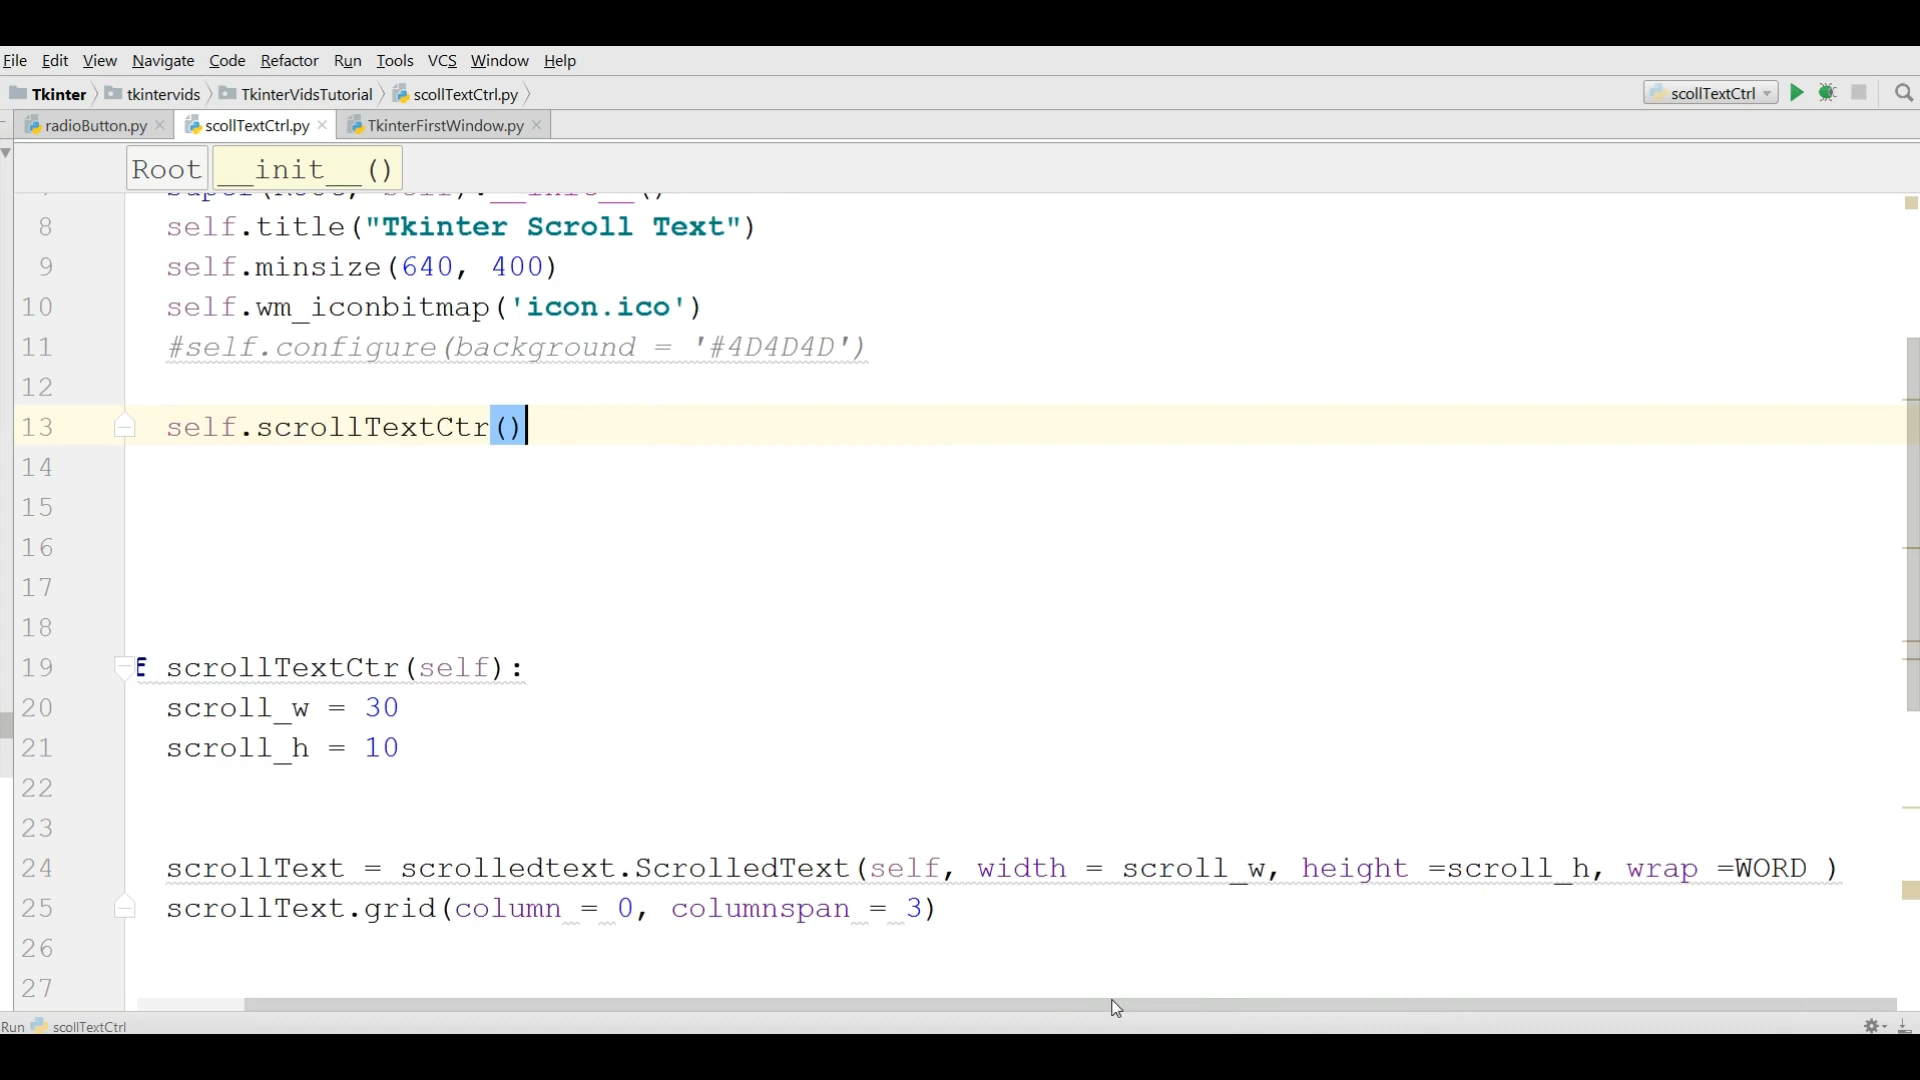 File Edit View Navigate Code Refactor Run Tools VCS Window Help
Tkinter tkintervids TkinterVidsTutorial scollTextCtrl.py scollTextCtrl
radioButton.py scollTextCtrl.py TkinterFirstWindow.py
Root __init__()
super(Root, self).__init__()
8 self.title("Tkinter Scroll Text")
9 self.minsize(640, 400)
10 self.wm_iconbitmap('icon.ico')
11 #self.configure(background = '#4D4D4D')
12
13 self.scrollTextCtr()
14
15
16
17
18
19 scrollTextCtr(self):
20 scroll_w = 30
21 scroll_h = 10
22
23
24 scrollText = scrolledtext.ScrolledText(self, width = scroll_w, height =scroll_h, wrap =WORD )
25 scrollText.grid(column = 0, columnspan = 3)
26
27
Run scollTextCtrl